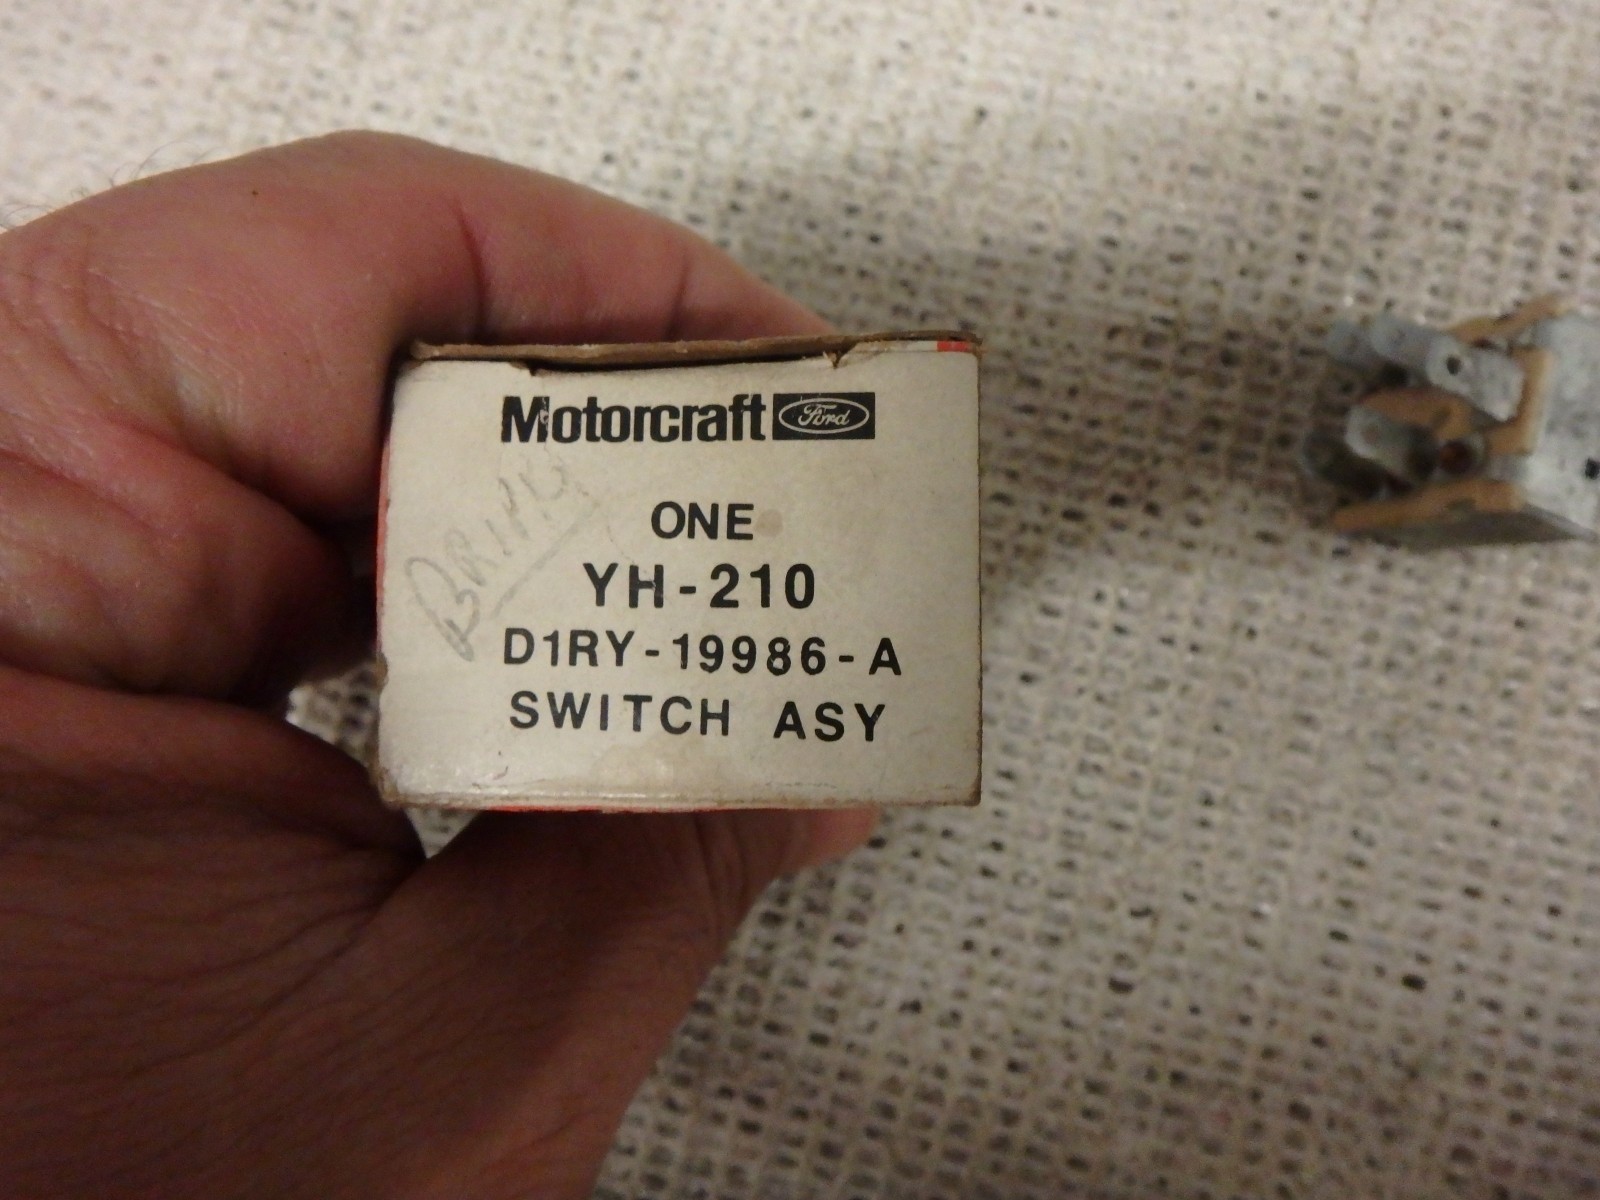 Motorcraft Ford
ONE
YH-210
D1RY-19986-A
SWITCH ASY